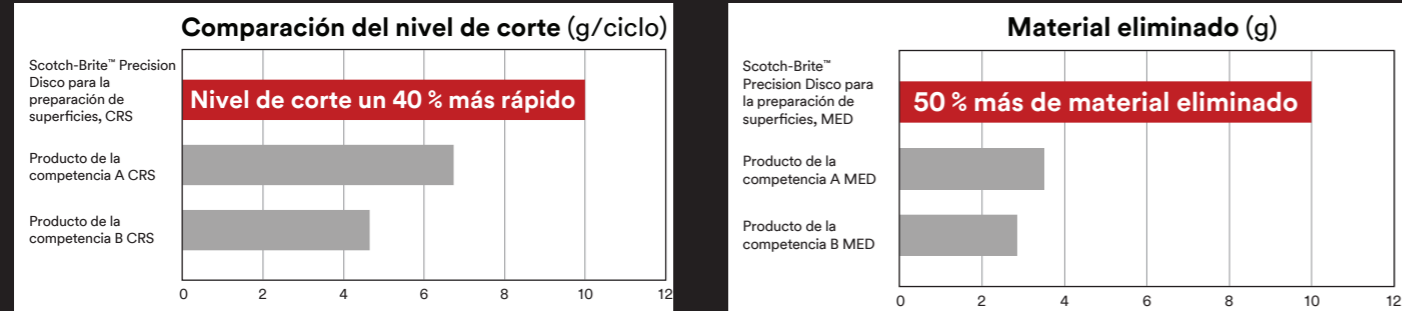 Comparación del nivel de corte (g/ciclo)
Scotch-Brite™ Precision
Disco para la
preparación de
superficies, CRS
Nivel de corte un 40 % más rápido
Producto de la
competencia A CRS
Producto de la
competencia B CRS
0 2 4 6 8 10 12
Material eliminado (g)
Scotch-Brite™
Precision Disco para
la preparación de
superficies, MED
50 % más de material eliminado
Producto de la
competencia A MED
Producto de la
competencia B MED
0 2 4 6 8 10 12